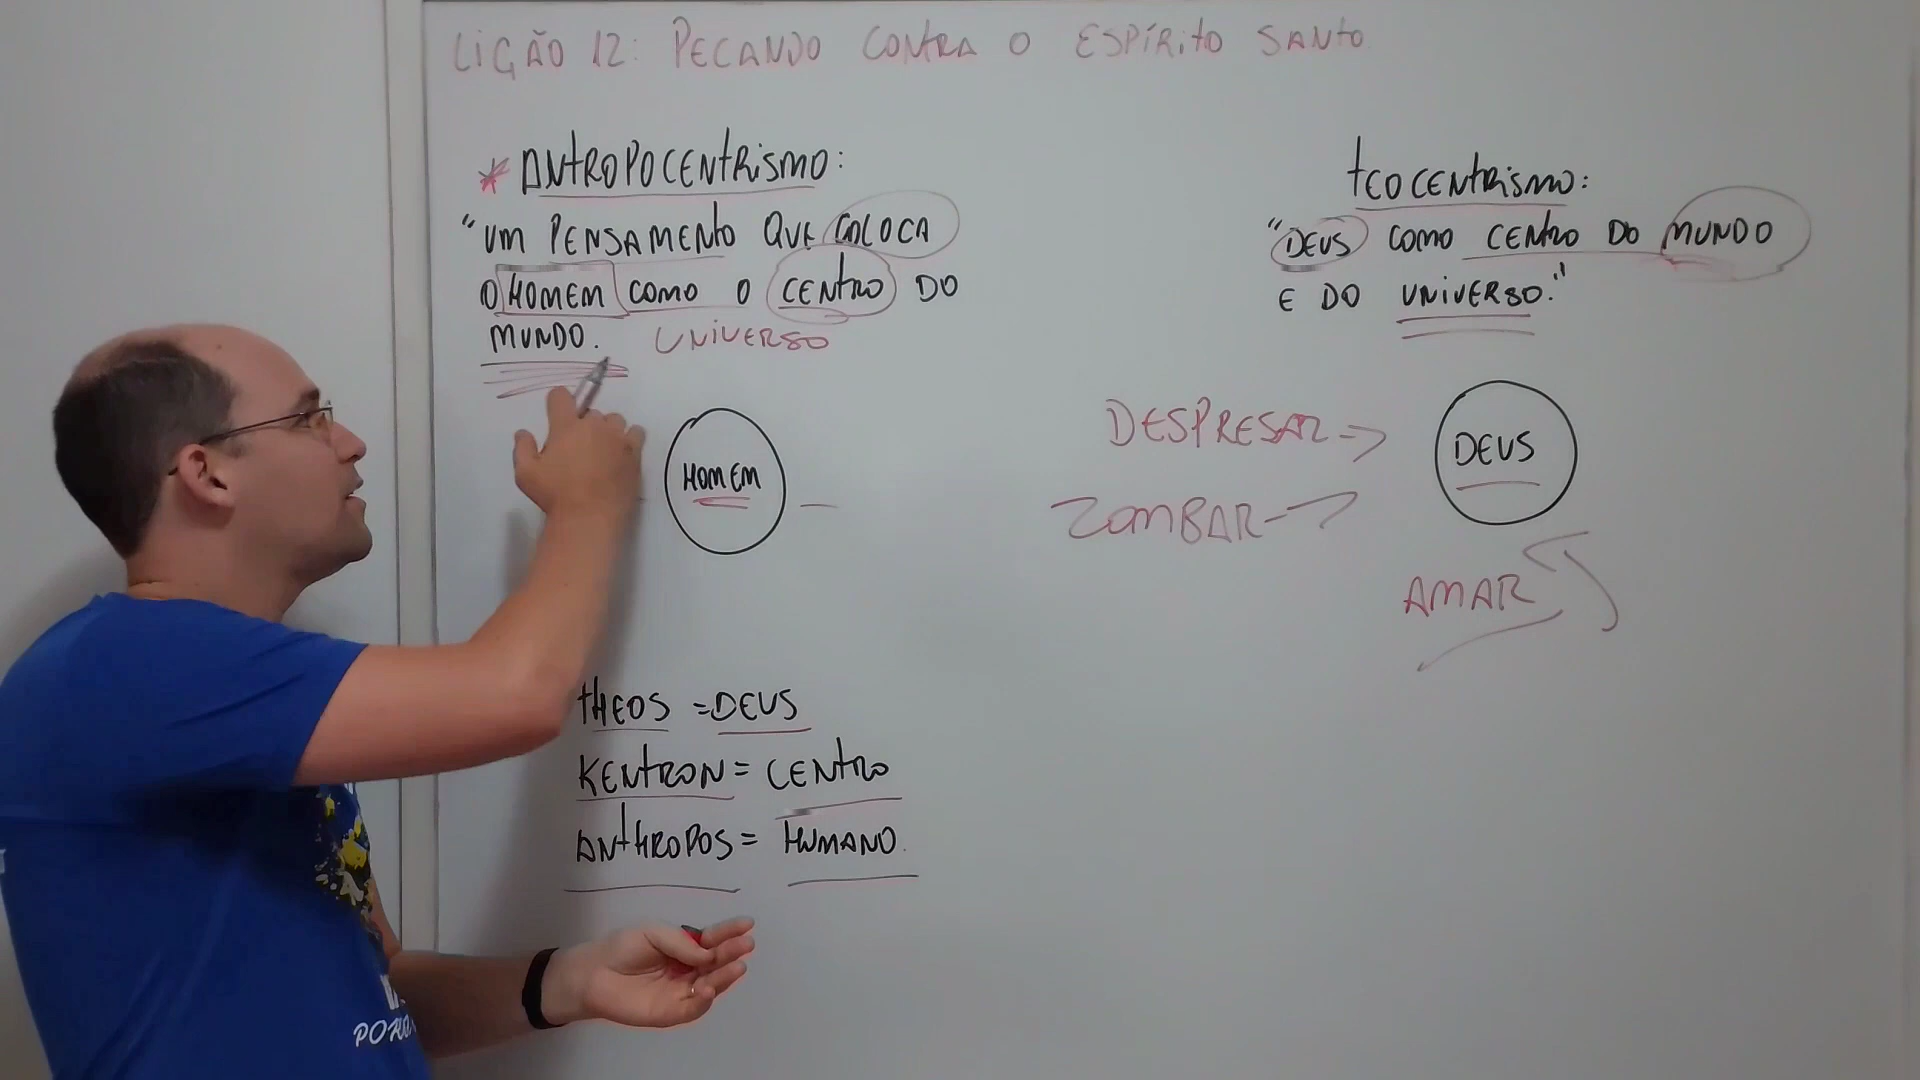 LIÇÃO 12: PECANDO CONTRA O ESPÍRITO SANTO
* ANTROPOCENTRISMO:
"UM PENSAMENTO QUE COLOCA
O HOMEM COMO O CENTRO DO
MUNDO. UNIVERSO
HOMEM
THEOS = DEUS
KENTRON = CENTRO
ANTHROPOS = HUMANO.
TEOCENTRISMO:
"DEUS COMO CENTRO DO MUNDO
E DO UNIVERSO."
DESPRESAR =>
DEUS
ZOMBAR -->
AMAR